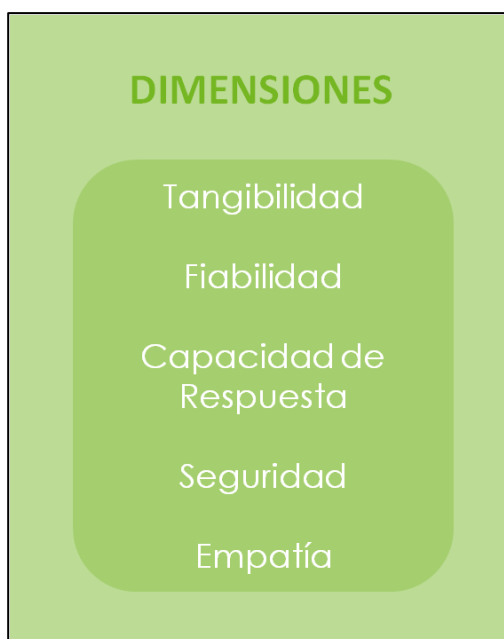 DIMENSIONES
Tangibilidad
Fiabilidad
Capacidad de
Respuesta
Seguridad
Empatía